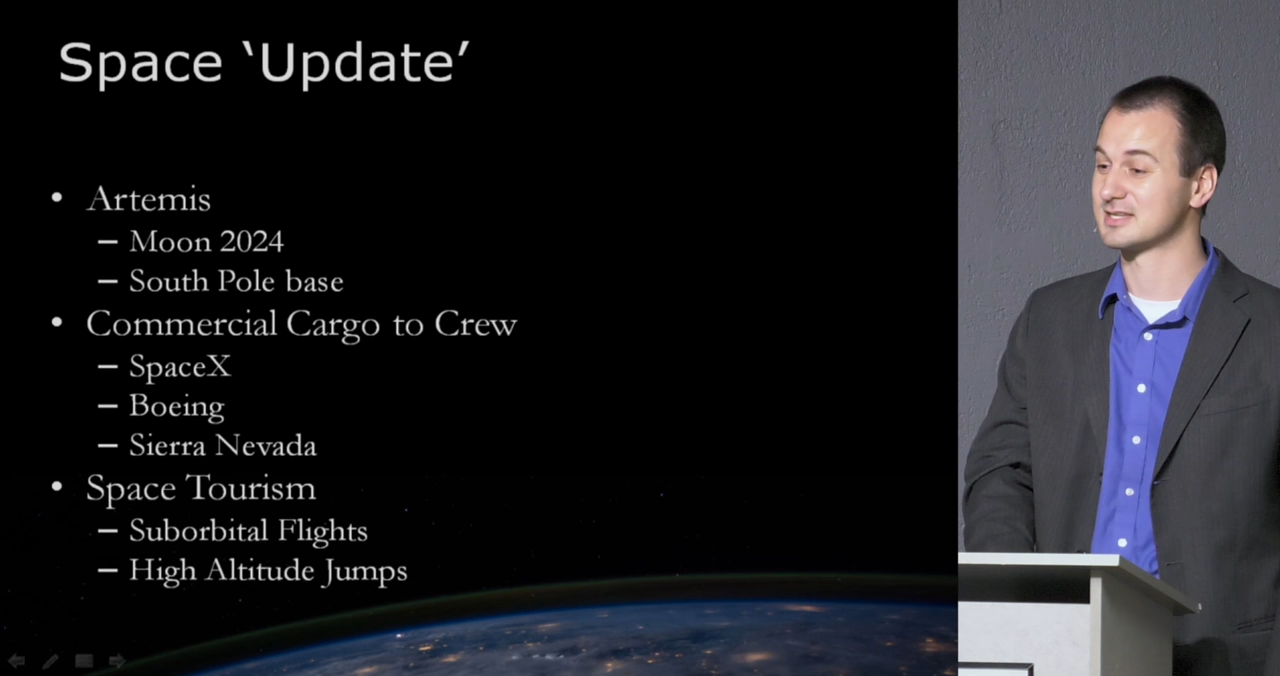 Space ‘Update’
• Artemis
– Moon 2024
– South Pole base
• Commercial Cargo to Crew
– SpaceX
– Boeing
– Sierra Nevada
• Space Tourism
– Suborbital Flights
– High Altitude Jumps